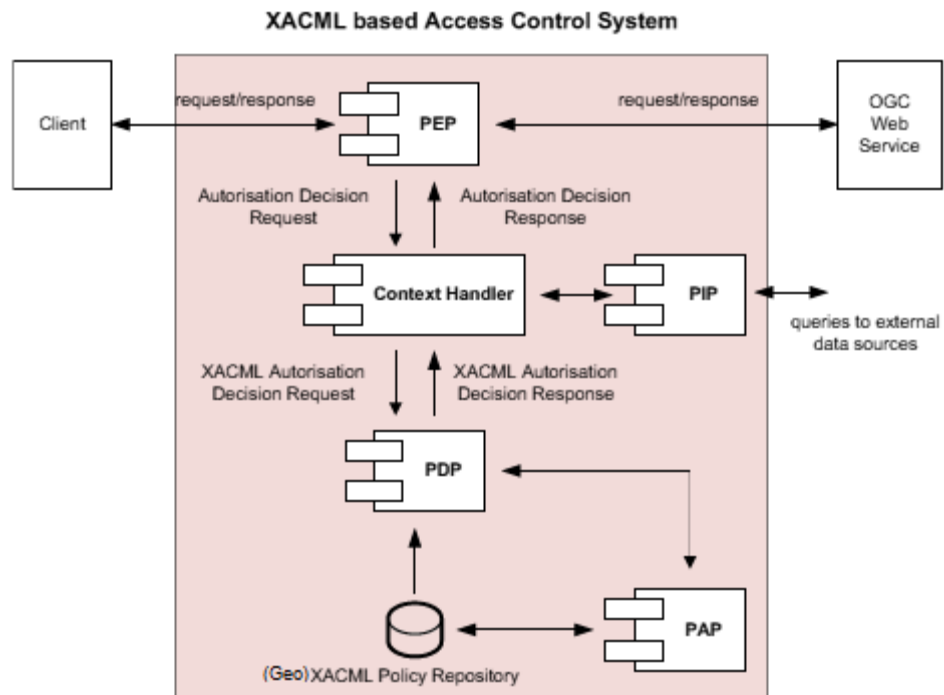 XACML based Access Control System
Client
request/response
PEP
request/response
OGC
Web
Service
Autorisation Decision
Request
Autorisation Decision
Response
Context Handler
PIP
queries to external
data sources
XACML Autorisation
Decision Request
XACML Autorisation
Decision Response
PDP
PAP
(Geo)XACML Policy Repository